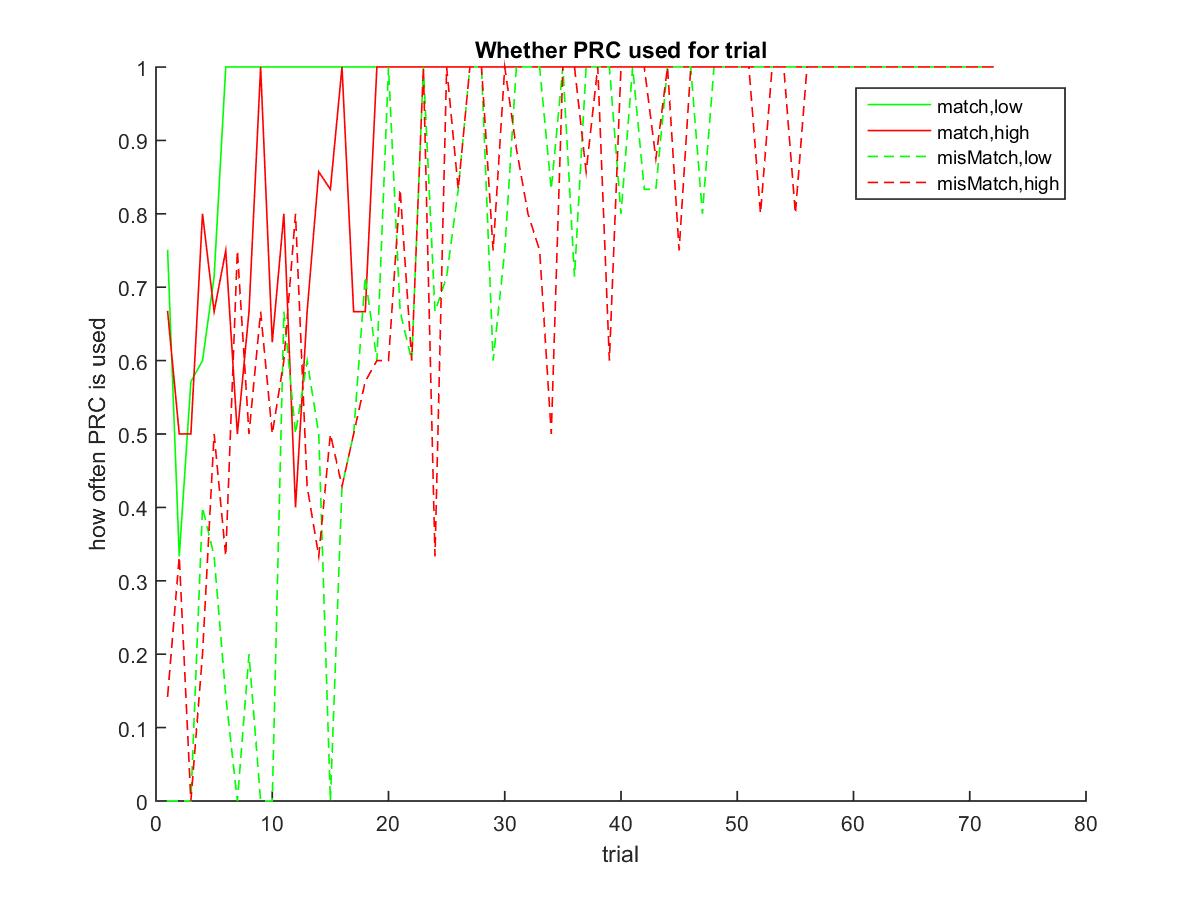 Whether PRC used for trial
1
0.9
0.8
0.7
0.6
0.5
0.4
0.3
0.2
0.1
0
how often PRC is used
match,low
match,high
misMatch,low
misMatch,high
0 10 20 30 40 50 60 70 80
trial